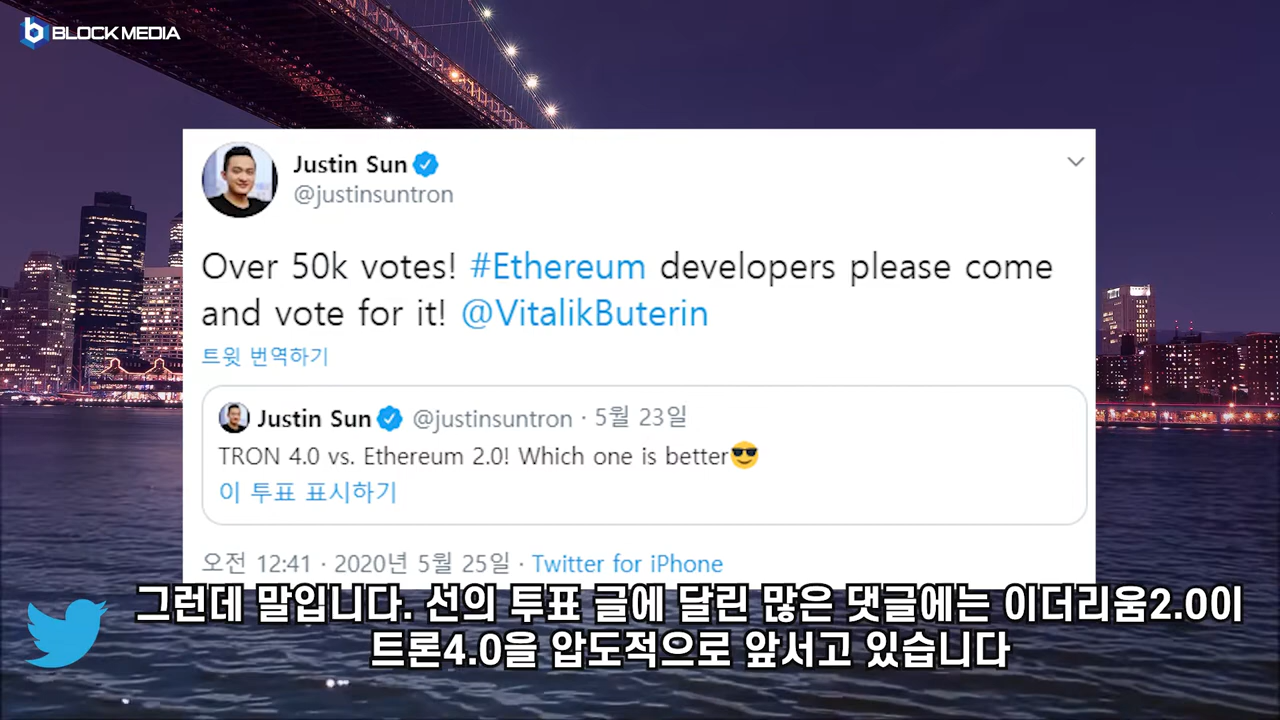 BLOCK MEDIA
Justin Sun
@justinsuntron
Over 50k votes! #Ethereum developers please come
and vote for it! @VitalikButerin
트윗 번역하기
Justin Sun @justinsuntron · 5월 23일
TRON 4.0 vs. Ethereum 2.0! Which one is better😎
이 투표 표시하기
오전 12:41 · 2020년 5월 25일 · Twitter for iPhone
그런데 말입니다. 선의 투표 글에 달린 많은 댓글에는 이더리움2.0이
트론4.0을 압도적으로 앞서고 있습니다